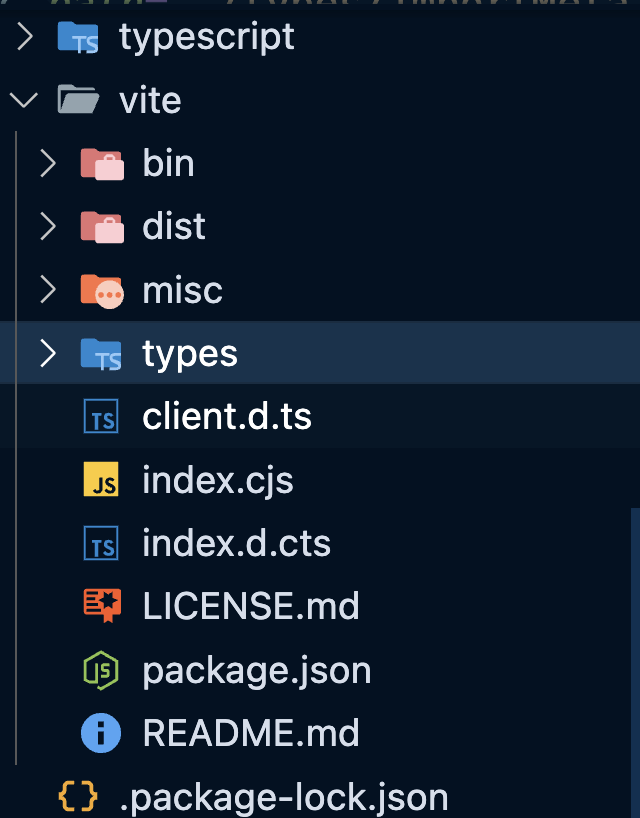 typescript
vite
bin
dist
misc
types
client.d.ts
index.cjs
index.d.cts
LICENSE.md
package.json
README.md
.package-lock.json